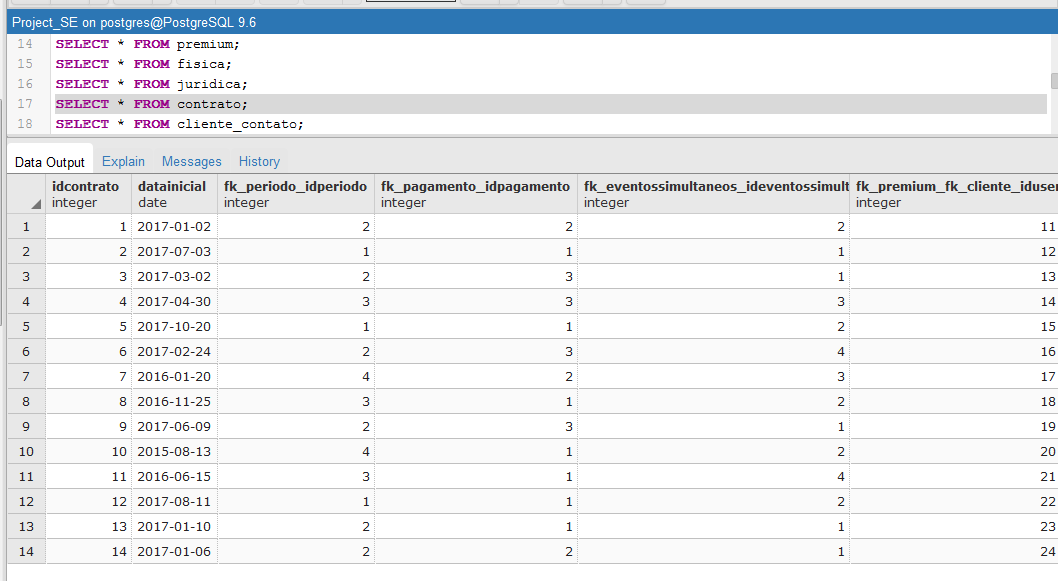 Project_SE on postgres@PostgreSQL 9.6
14 SELECT * FROM premium;
15 SELECT * FROM fisica;
16 SELECT * FROM juridica;
17 SELECT * FROM contrato;
18 SELECT * FROM cliente_contato;
Data Output Explain Messages History
idcontrato datainicial fk_periodo_idperiodo fk_pagamento_idpagamento fk_eventossimultaneos_ideventossimult fk_premium_fk_cliente_iduser
integer date integer integer integer integer
1 1 2017-01-02 2 2 2 11
2 2 2017-07-03 1 1 1 12
3 3 2017-03-02 2 3 1 13
4 4 2017-04-30 3 3 3 14
5 5 2017-10-20 1 1 2 15
6 6 2017-02-24 2 3 4 16
7 7 2016-01-20 4 2 3 17
8 8 2016-11-25 3 1 2 18
9 9 2017-06-09 2 3 1 19
10 10 2015-08-13 4 1 2 20
11 11 2016-06-15 3 1 4 21
12 12 2017-08-11 1 1 2 22
13 13 2017-01-10 2 1 1 23
14 14 2017-01-06 2 2 1 24